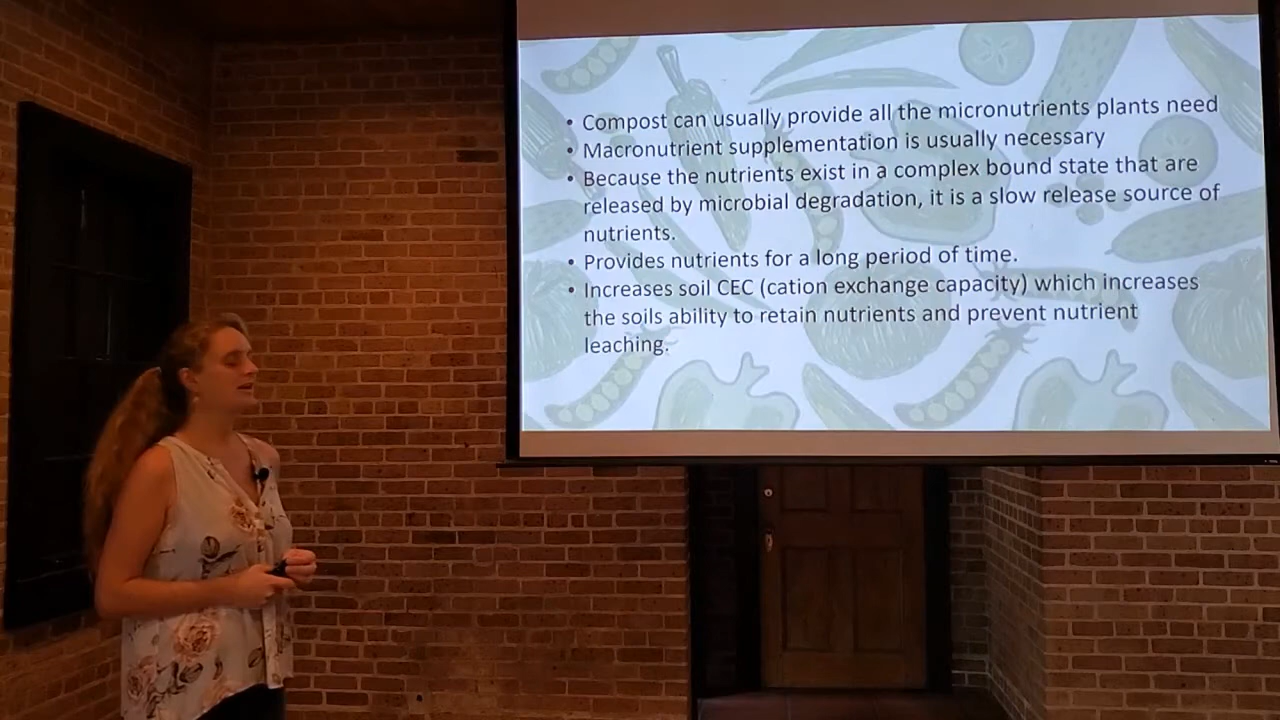 • Compost can usually provide all the micronutrients plants need
• Macronutrient supplementation is usually necessary
• Because the nutrients exist in a complex bound state that are
released by microbial degradation, it is a slow release source of
nutrients.
• Provides nutrients for a long period of time.
• Increases soil CEC (cation exchange capacity) which increases
the soils ability to retain nutrients and prevent nutrient
leaching.